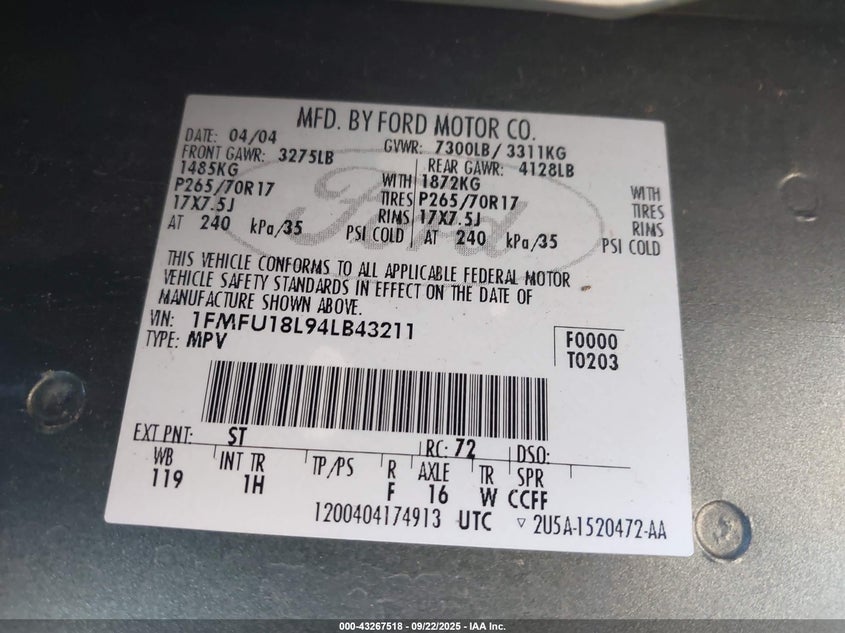 MFD. BY FORD MOTOR CO.
DATE: 04/04 GVWR: 7300LB/ 3311KG
FRONT GAWR: 3275LB REAR GAWR: 4128LB
1485KG WITH 1872KG WITH
P265/70R17 TIRES P265/70R17 TIRES
17X7.5J RIMS 17X7.5J RIMS
AT 240 kPa/35 PSI COLD AT 240 kPa/35 PSI COLD
Ford
THIS VEHICLE CONFORMS TO ALL APPLICABLE FEDERAL MOTOR
VEHICLE SAFETY STANDARDS IN EFFECT ON THE DATE OF
MANUFACTURE SHOWN ABOVE.
VIN: 1FMFU18L94LB43211 F0000
TYPE: MPV T0203
EXT PNT: ST RC: 72 DSO:
WB INT TR TP/PS R AXLE TR SPR
119 1H F 16 W CCFF
1200404174913 UTC ▽ 2U5A-1520472-AA
000-43267518 - 09/22/2025 - IAA Inc.